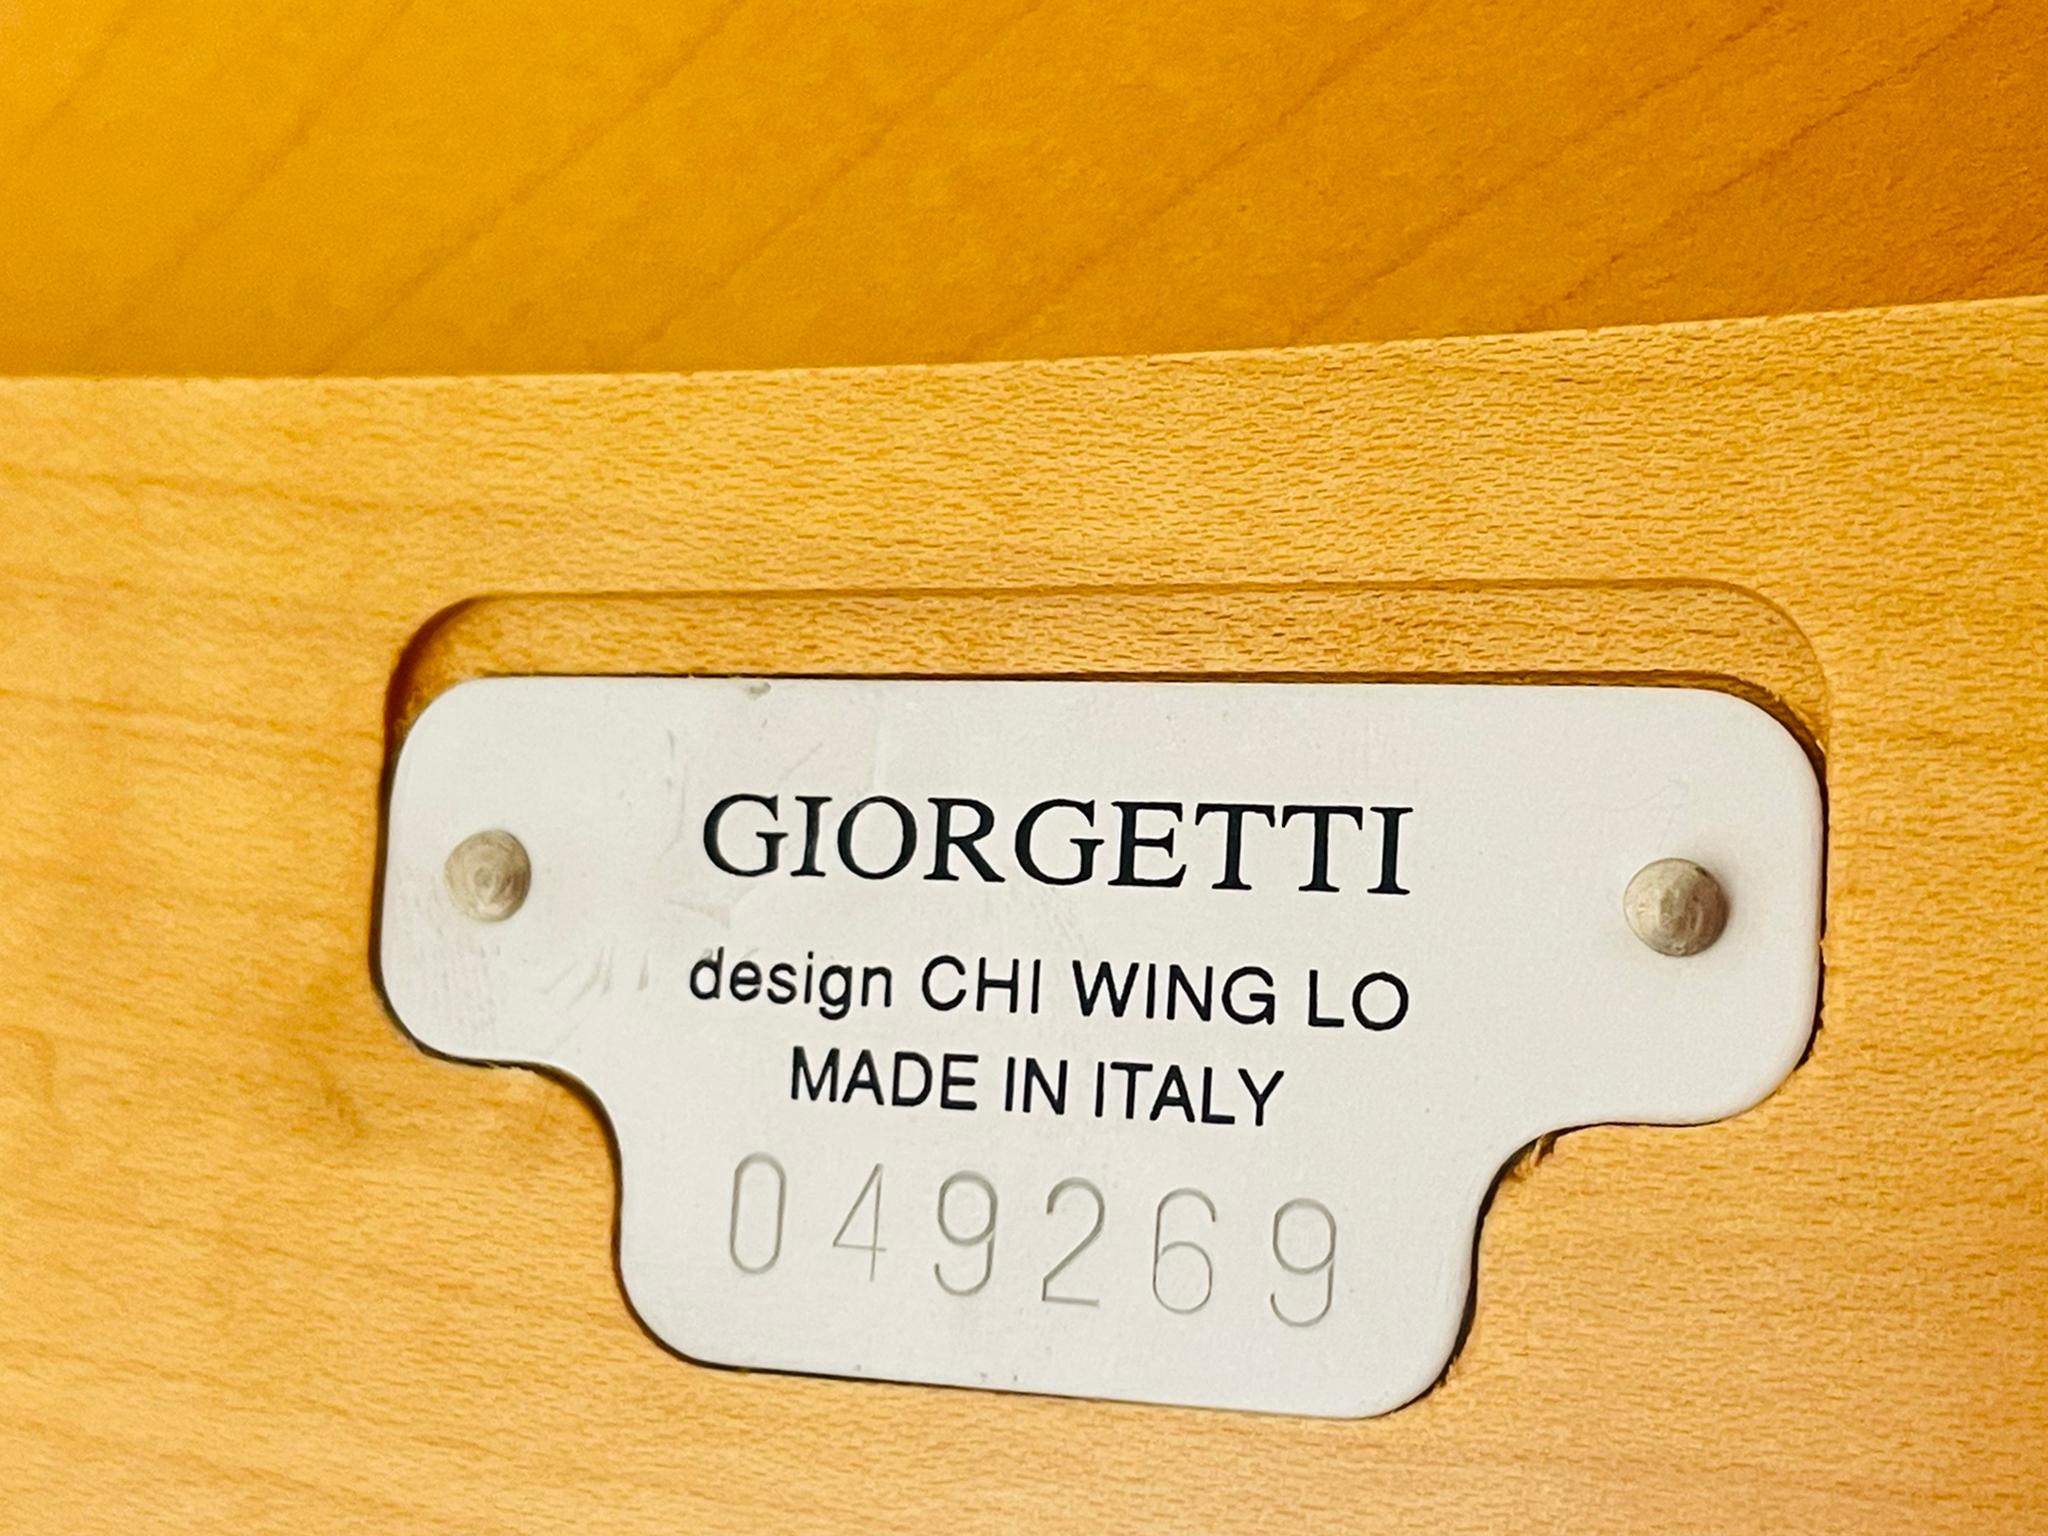 GIORGETTI
design CHI WING LO
MADE IN ITALY
049269